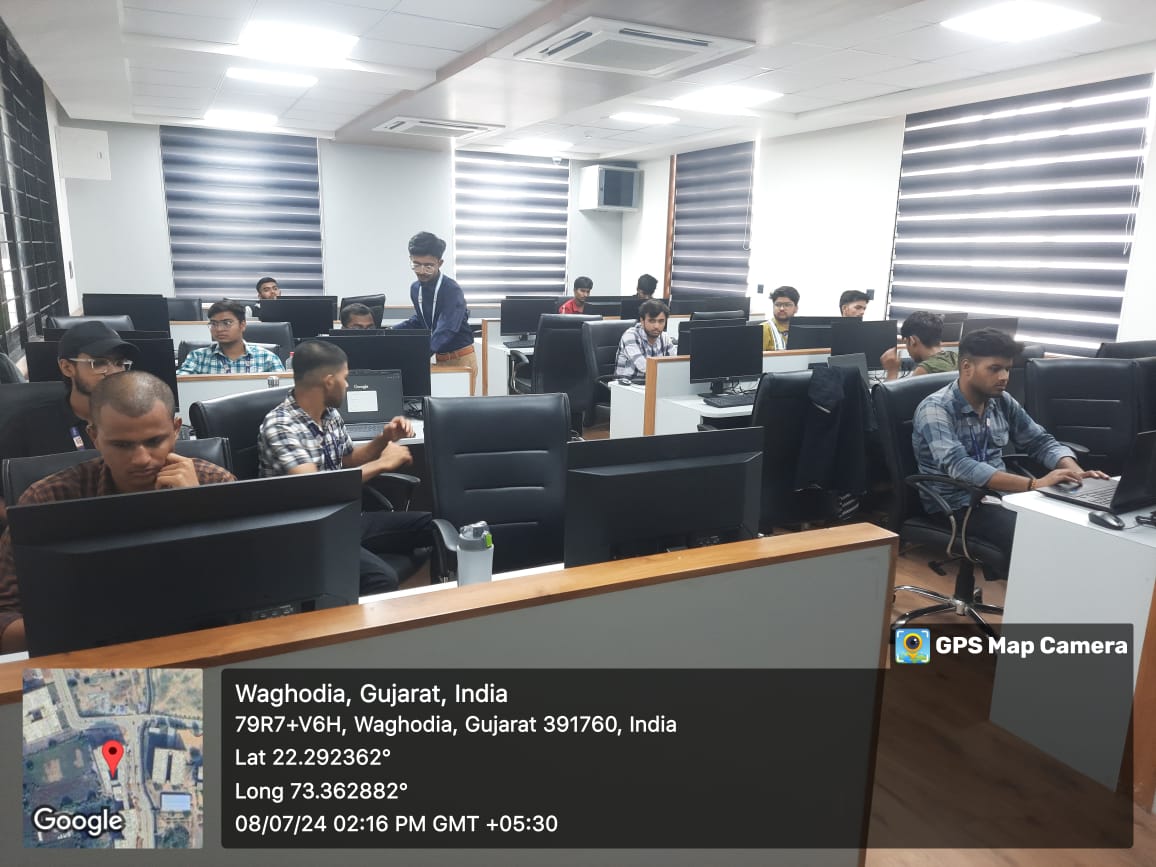 Google
GPS Map Camera
Waghodia, Gujarat, India
79R7+V6H, Waghodia, Gujarat 391760, India
Lat 22.292362°
Long 73.362882°
08/07/24 02:16 PM GMT +05:30
Google